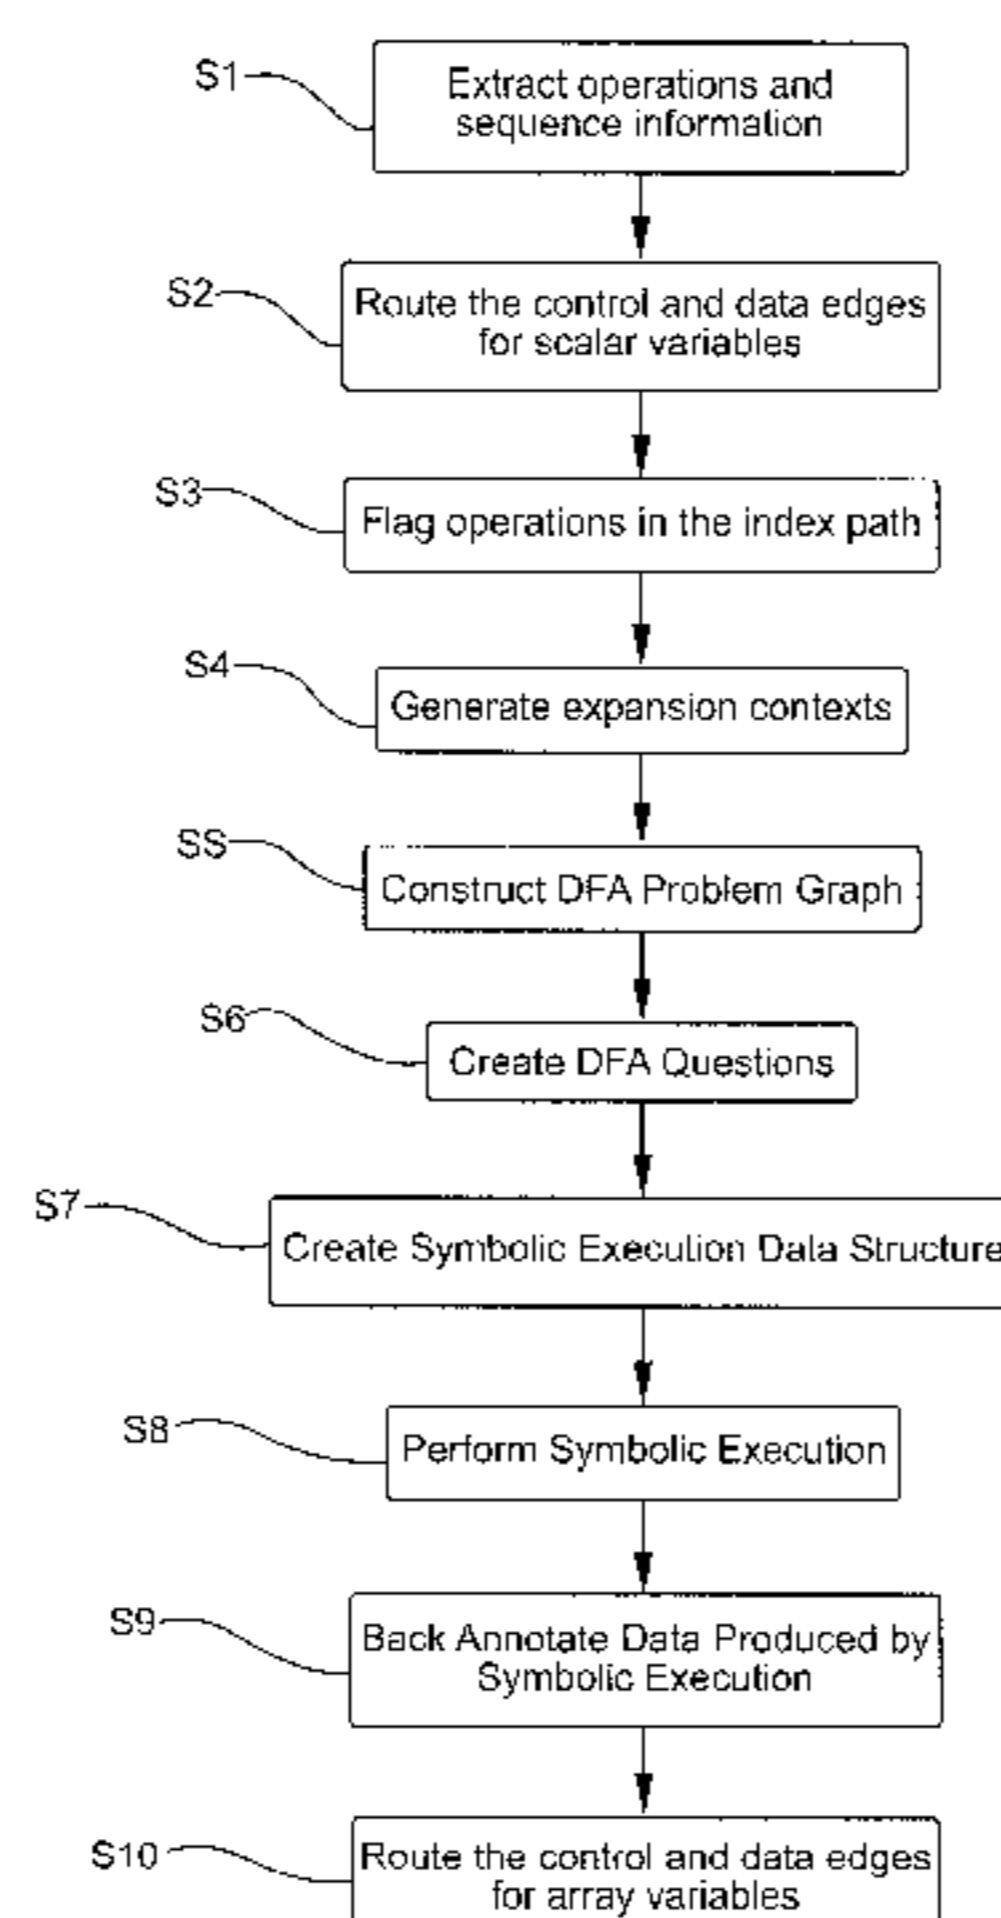 S1
Extract operations and
sequence information
S2
Route the control and data edges
for scalar variables
S3
Flag operations in the index path
S4
Generate expansion contexts
SS
Construct DFA Problem Graph
S6
Create DFA Questions
S7
Create Symbolic Execution Data Structure
S8
Perform Symbolic Execution
S9
Back Annotate Data Produced by
Symbolic Execution
S10
Route the control and data edges
for array variables